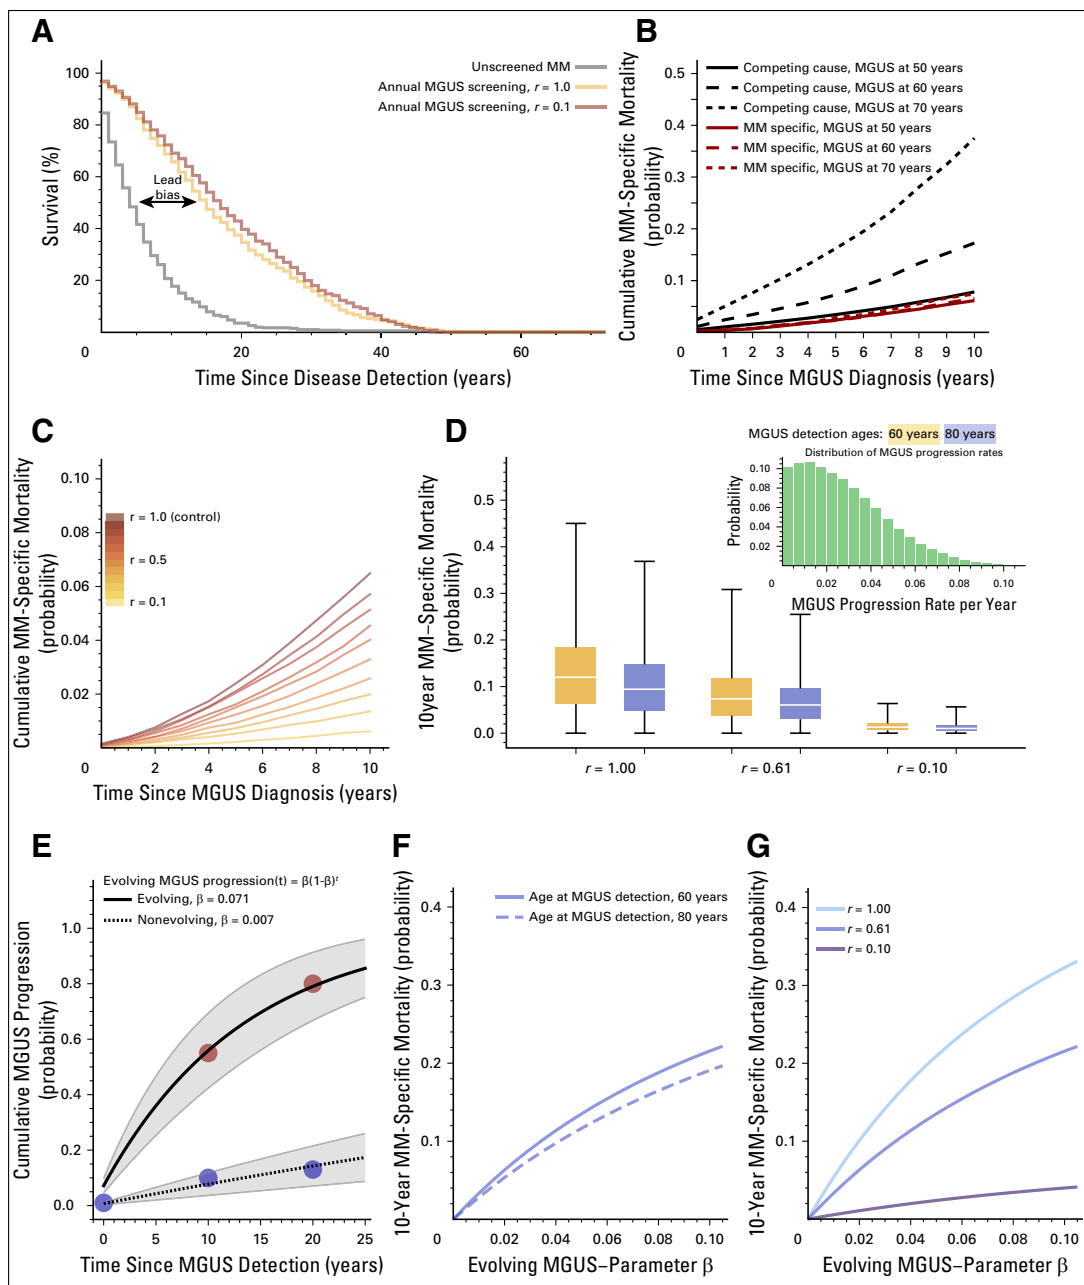 A
100
80
60
40
20
0
20
40
60
Survival (%)
Time Since Disease Detection (years)
Unscreened MM
Annual MGUS screening, r = 1.0
Annual MGUS screening, r = 0.1
Lead
bias
B
0.5
0.4
0.3
0.2
0.1
0
1
2
3
4
5
6
7
8
9
10
Cumulative MM-Specific Mortality
(probability)
Time Since MGUS Diagnosis (years)
Competing cause, MGUS at 50 years
Competing cause, MGUS at 60 years
Competing cause, MGUS at 70 years
MM specific, MGUS at 50 years
MM specific, MGUS at 60 years
MM specific, MGUS at 70 years
C
0.10
0.08
0.06
0.04
0.02
0
2
4
6
8
10
Cumulative MM-Specific Mortality
(probability)
Time Since MGUS Diagnosis (years)
r = 1.0 (control)
r = 0.5
r = 0.1
D
MGUS detection ages: 60 years 80 years
0.5
0.4
0.3
0.2
0.1
0.0
10year MM–Specific Mortality
(probability)
r = 1.00
r = 0.61
r = 0.10
Distribution of MGUS progression rates
0.10
0.08
0.06
0.04
0.02
Probability
0
0.02
0.04
0.06
0.08
0.10
MGUS Progression Rate per Year
E
Evolving MGUS progression(t) = β(1-β)ᵗ
Evolving, β = 0.071
Nonevolving, β = 0.007
1.0
0.8
0.6
0.4
0.2
0.0
0
5
10
15
20
25
Cumulative MGUS Progression
(probability)
Time Since MGUS Detection (years)
F
Age at MGUS detection, 60 years
Age at MGUS detection, 80 years
0.4
0.3
0.2
0.1
0
0.02
0.04
0.06
0.08
0.10
10-Year MM-Specific Mortality (probability)
Evolving MGUS–Parameter β
G
r = 1.00
r = 0.61
r = 0.10
0.4
0.3
0.2
0.1
0
0.02
0.04
0.06
0.08
0.10
10-Year MM-Specific Mortality (probability)
Evolving MGUS–Parameter β